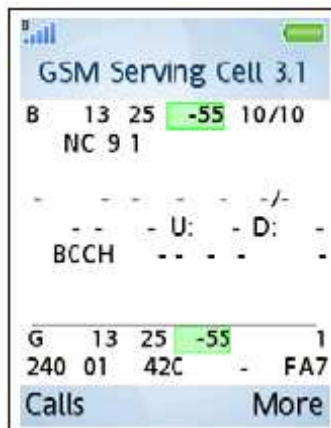 B
GSM Serving Cell 3.1
B 13 25 -55 10/10
NC 9 1
- - - - - -/-
- - - U: - D: -
BCCH - - - - -
G 13 25 -55 1
240 01 42C - FA7
Calls More